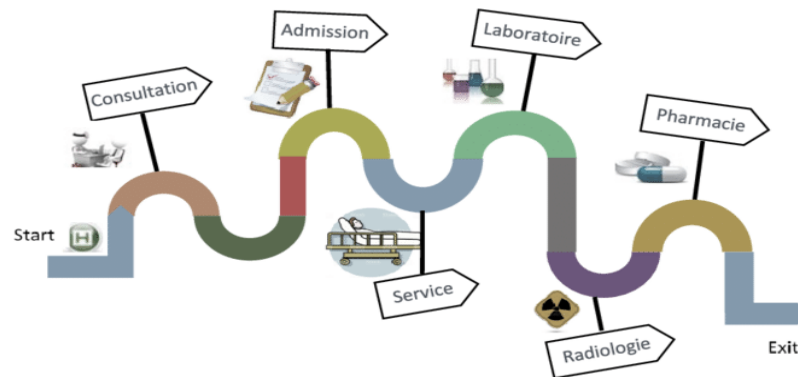 Admission
Laboratoire
Consultation
Pharmacie
Start
H
Service
Radiologie
Exit